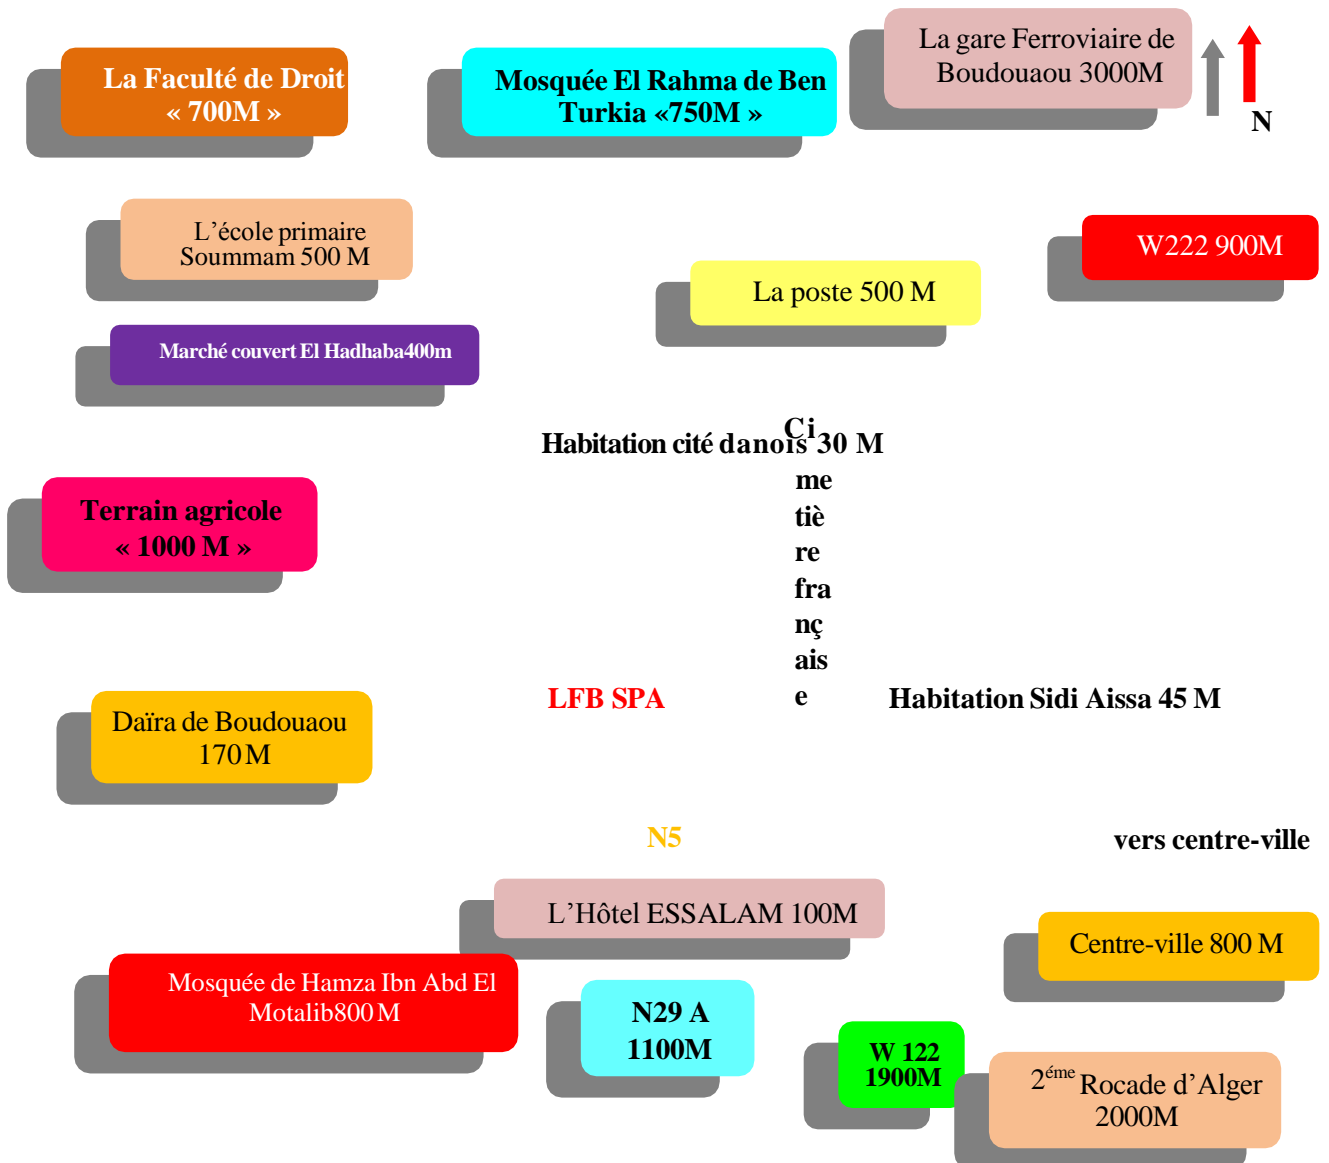 La gare Ferroviaire de
Boudouaou 3000M
La Faculté de Droit
« 700M »
Mosquée El Rahma de Ben
Turkia «750M »
N
L’école primaire
Soummam 500 M
W222 900M
La poste 500 M
Marché couvert El Hadhaba400m
Habitation cité danois 30 M
Ci
me
tiè
re
fra
nç
ais
e
Terrain agricole
« 1000 M »
LFB SPA
Habitation Sidi Aissa 45 M
Daïra de Boudouaou
170 M
N5
vers centre-ville
L’Hôtel ESSALAM 100M
Centre-ville 800 M
Mosquée de Hamza Ibn Abd El
Motalib800 M
N29 A
1100M
W 122
1900M
2éme Rocade d’Alger
2000M